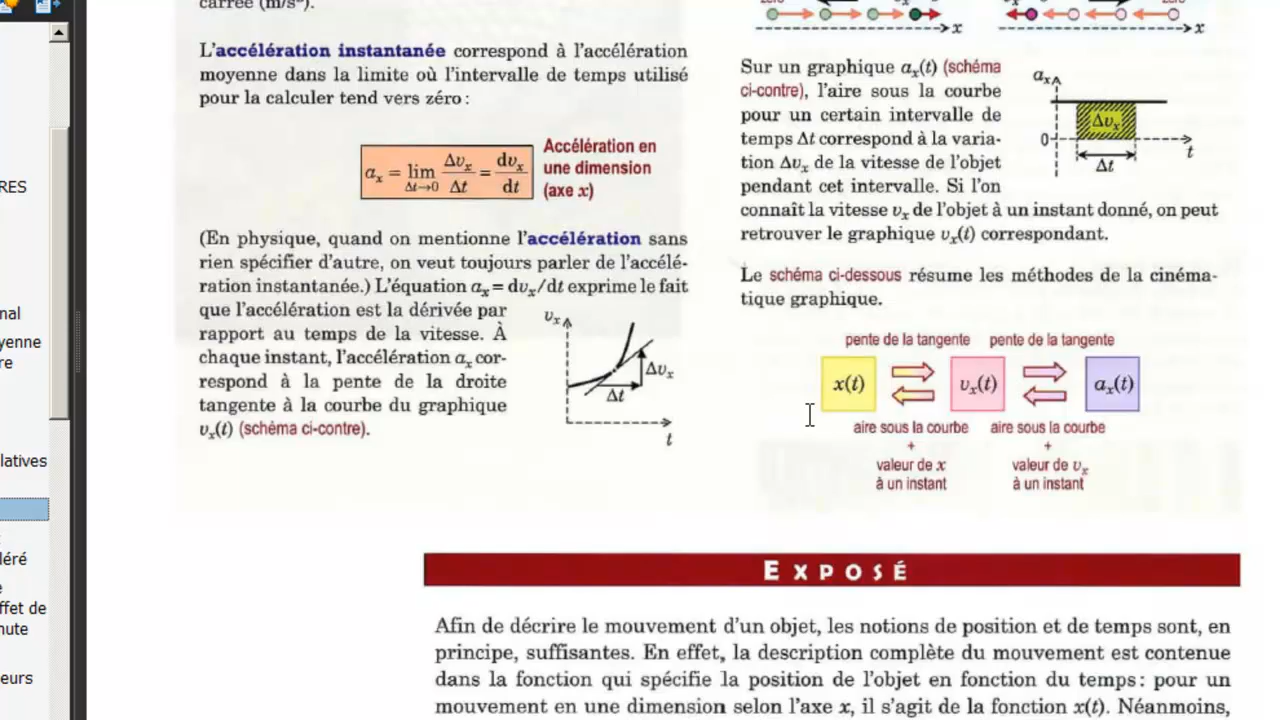 carrée (m/s²).
L'accélération instantanée correspond à l'accélération
moyenne dans la limite où l'intervalle de temps utilisé
pour la calculer tend vers zéro :
aₓ = lim Δt→0 Δvₓ/Δt = dvₓ/dt
Accélération en
une dimension
(axe x)
(En physique, quand on mentionne l'accélération sans
rien spécifier d'autre, on veut toujours parler de l'accélé-
ration instantanée.) L'équation aₓ = dvₓ/dt exprime le fait
que l'accélération est la dérivée par
rapport au temps de la vitesse. À
chaque instant, l'accélération aₓ cor-
respond à la pente de la droite
tangente à la courbe du graphique
vₓ(t) (schéma ci-contre).
vₓ
Δvₓ
Δt
t
x
x
Sur un graphique aₓ(t) (schéma
ci-contre), l'aire sous la courbe
pour un certain intervalle de
temps Δt correspond à la varia-
tion Δvₓ de la vitesse de l'objet
pendant cet intervalle. Si l'on
connaît la vitesse vₓ de l'objet à un instant donné, on peut
retrouver le graphique vₓ(t) correspondant.
aₓ
Δvₓ
0
t
Δt
Le schéma ci-dessous résume les méthodes de la cinéma-
tique graphique.
pente de la tangente pente de la tangente
x(t) vₓ(t) aₓ(t)
aire sous la courbe aire sous la courbe
+ +
valeur de x valeur de vₓ
à un instant à un instant
EXPOSÉ
Afin de décrire le mouvement d'un objet, les notions de position et de temps sont, en
principe, suffisantes. En effet, la description complète du mouvement est contenue
dans la fonction qui spécifie la position de l'objet en fonction du temps : pour un
mouvement en une dimension selon l'axe x, il s'agit de la fonction x(t). Néanmoins,
RES
nal
yenne
re
latives
léré
ffet de
nute
eurs